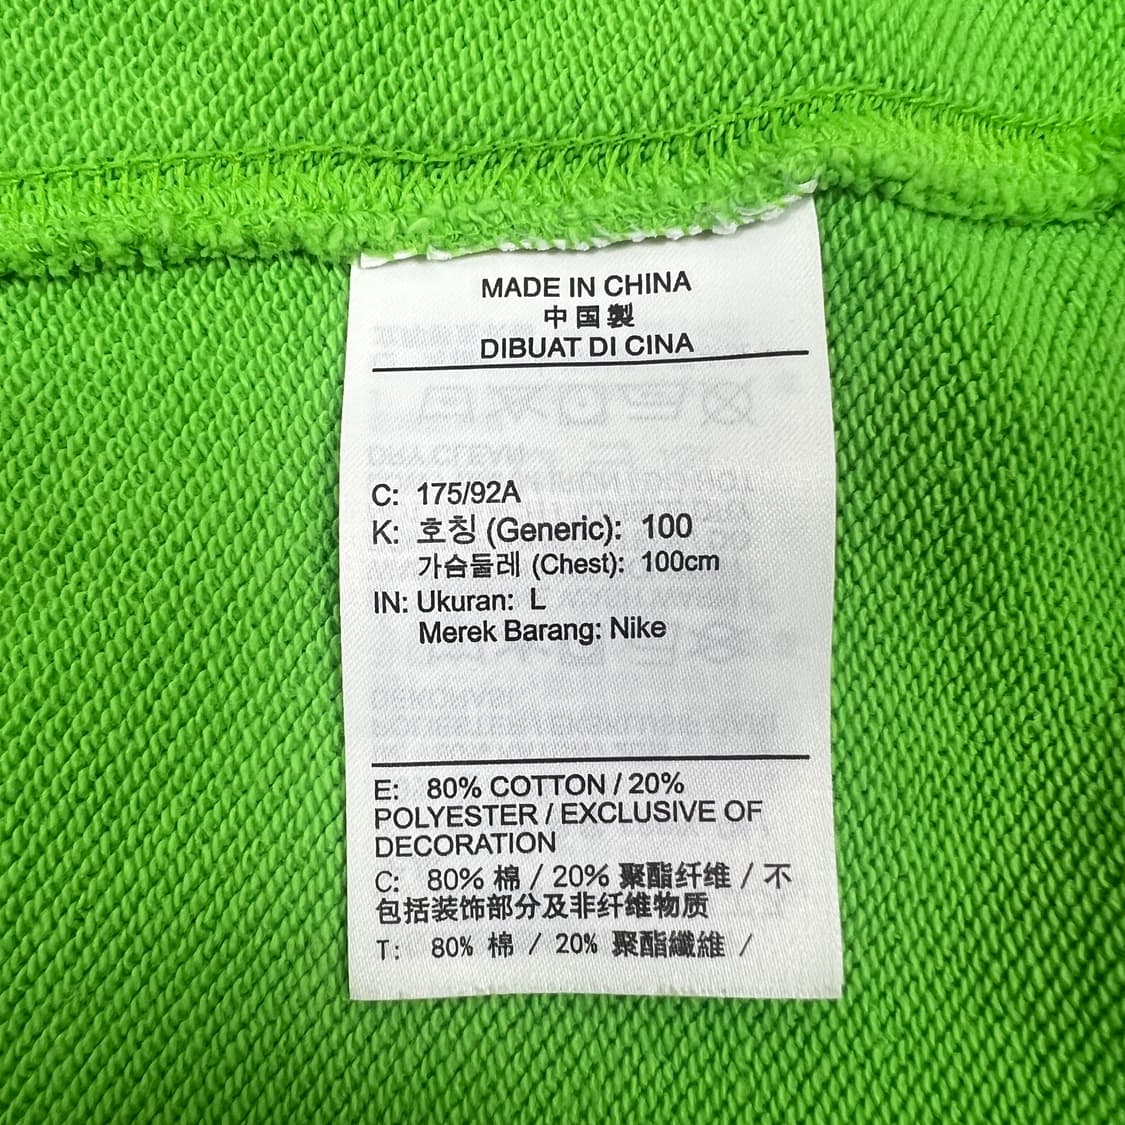 MADE IN CHINA
中国製
DIBUAT DI CINA
C: 175/92A
K: 호칭 (Generic): 100
가슴둘레 (Chest): 100cm
IN: Ukuran: L
Merek Barang: Nike
E: 80% COTTON / 20%
POLYESTER / EXCLUSIVE OF
DECORATION
C: 80% 棉 / 20% 聚酯纤维 / 不
包括装饰部分及非纤维物质
T: 80% 棉 / 20% 聚酯纖維 /